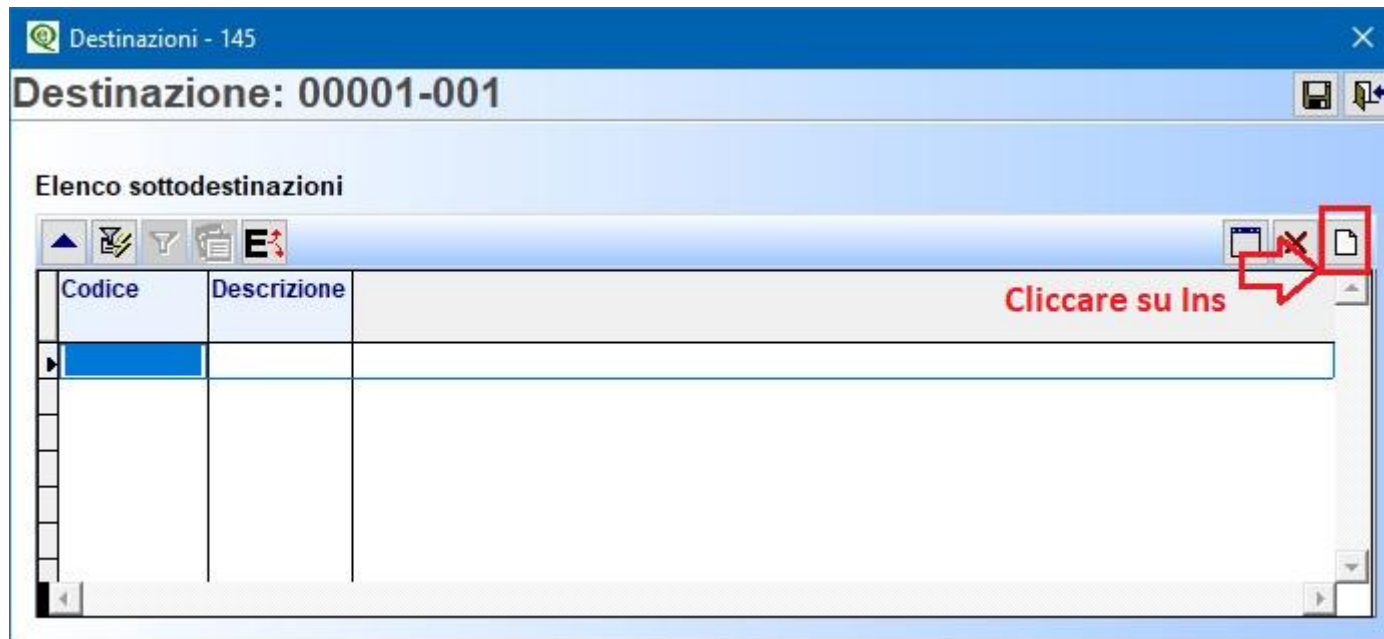 Destinazioni - 145
Destinazione: 00001-001
Elenco sottodestinazioni
E
Codice Descrizione
Cliccare su Ins